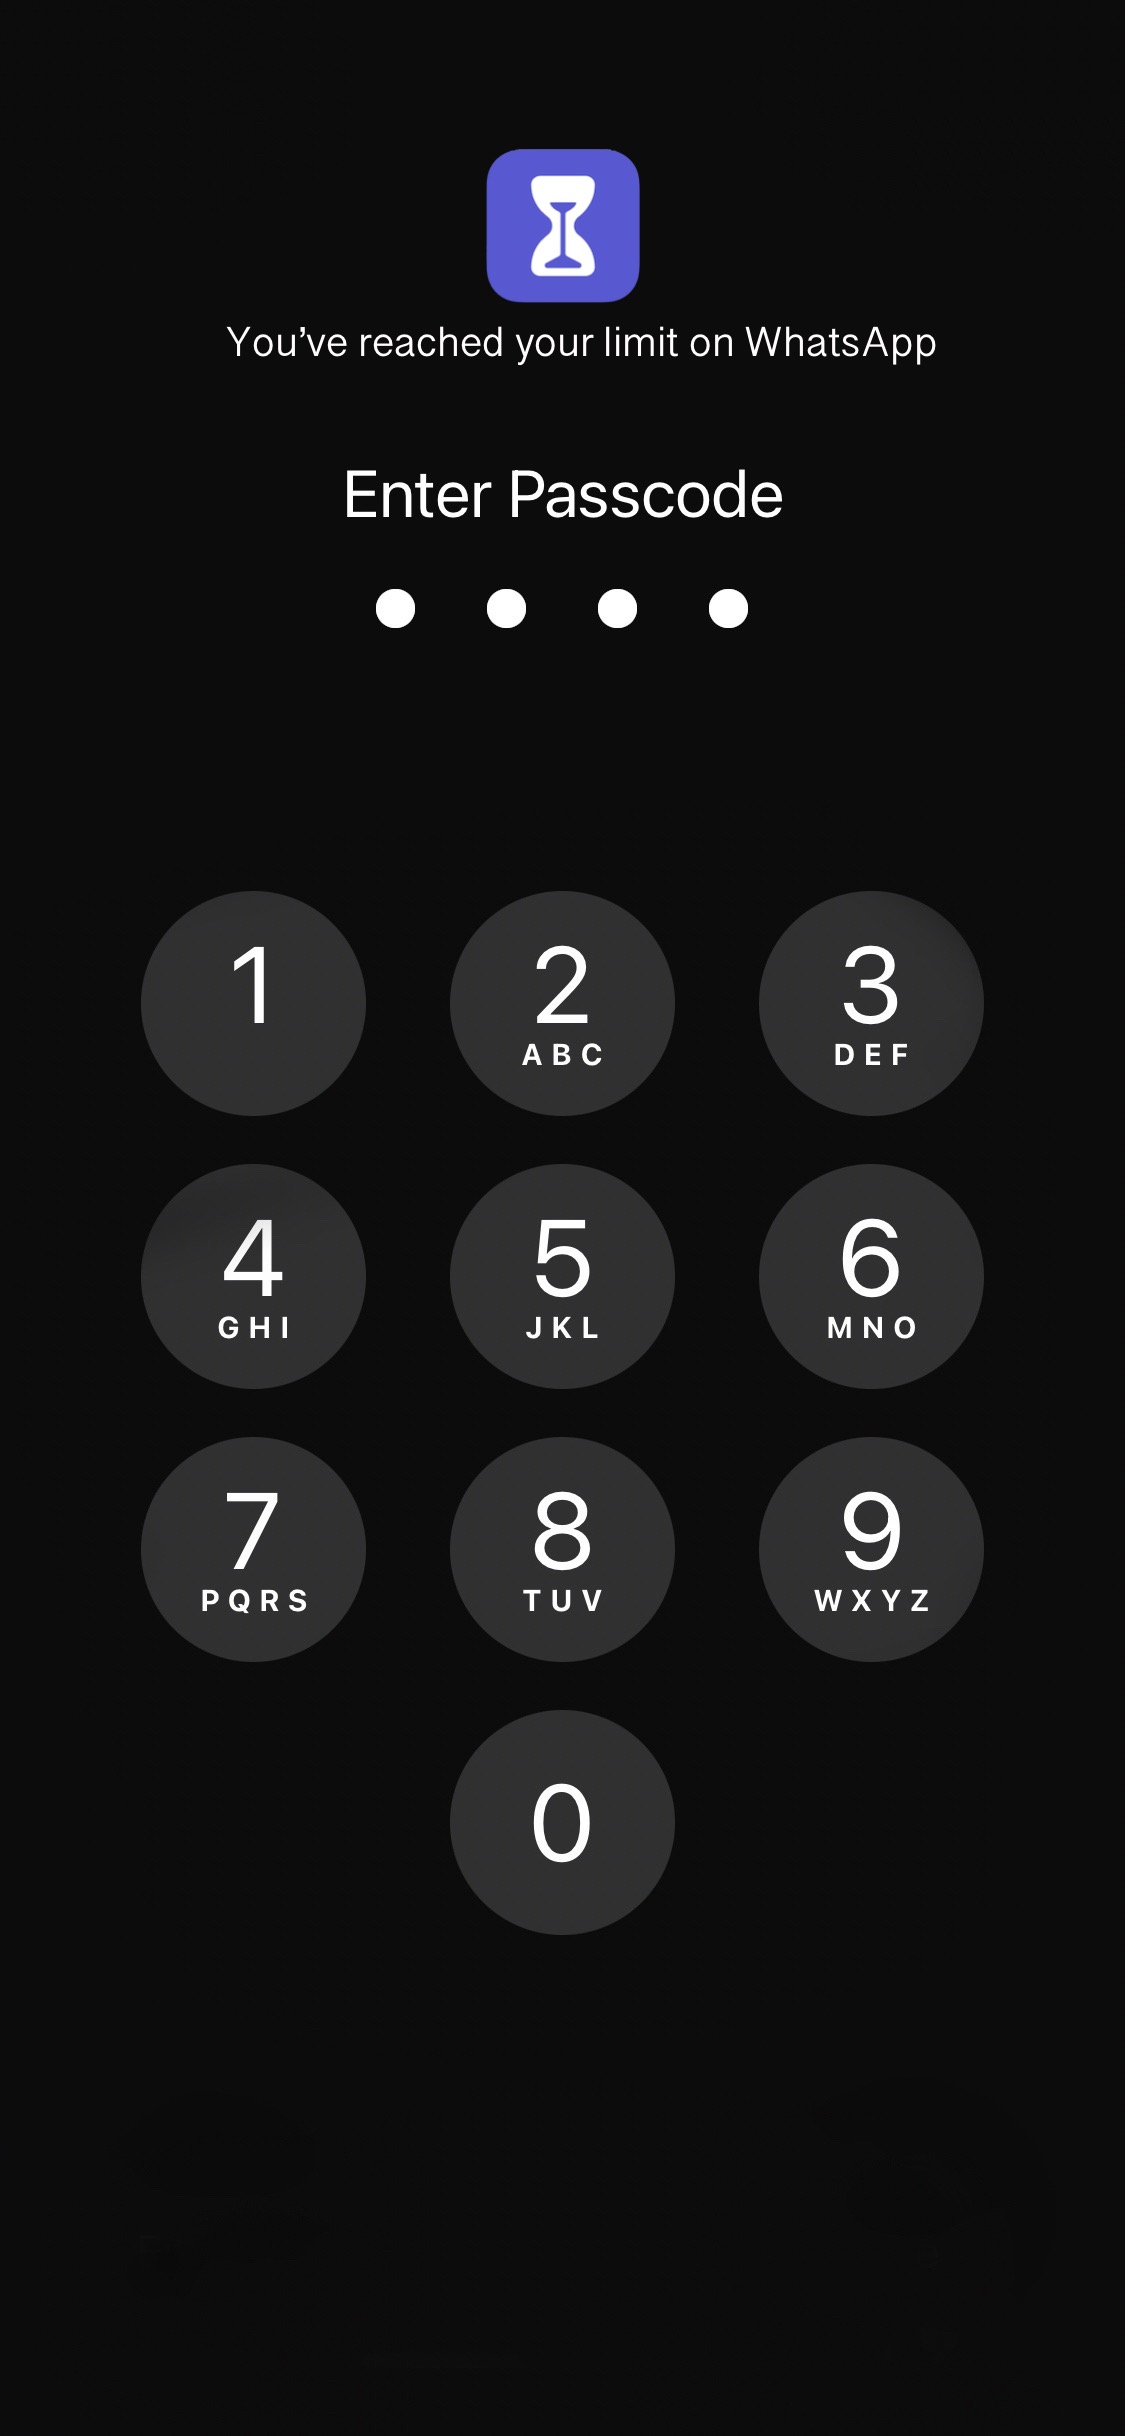 You’ve reached your limit on WhatsApp
Enter Passcode
1 2 3
ABC DEF
4 5 6
GHI JKL MNO
7 8 9
PQRS TUV WXYZ
0